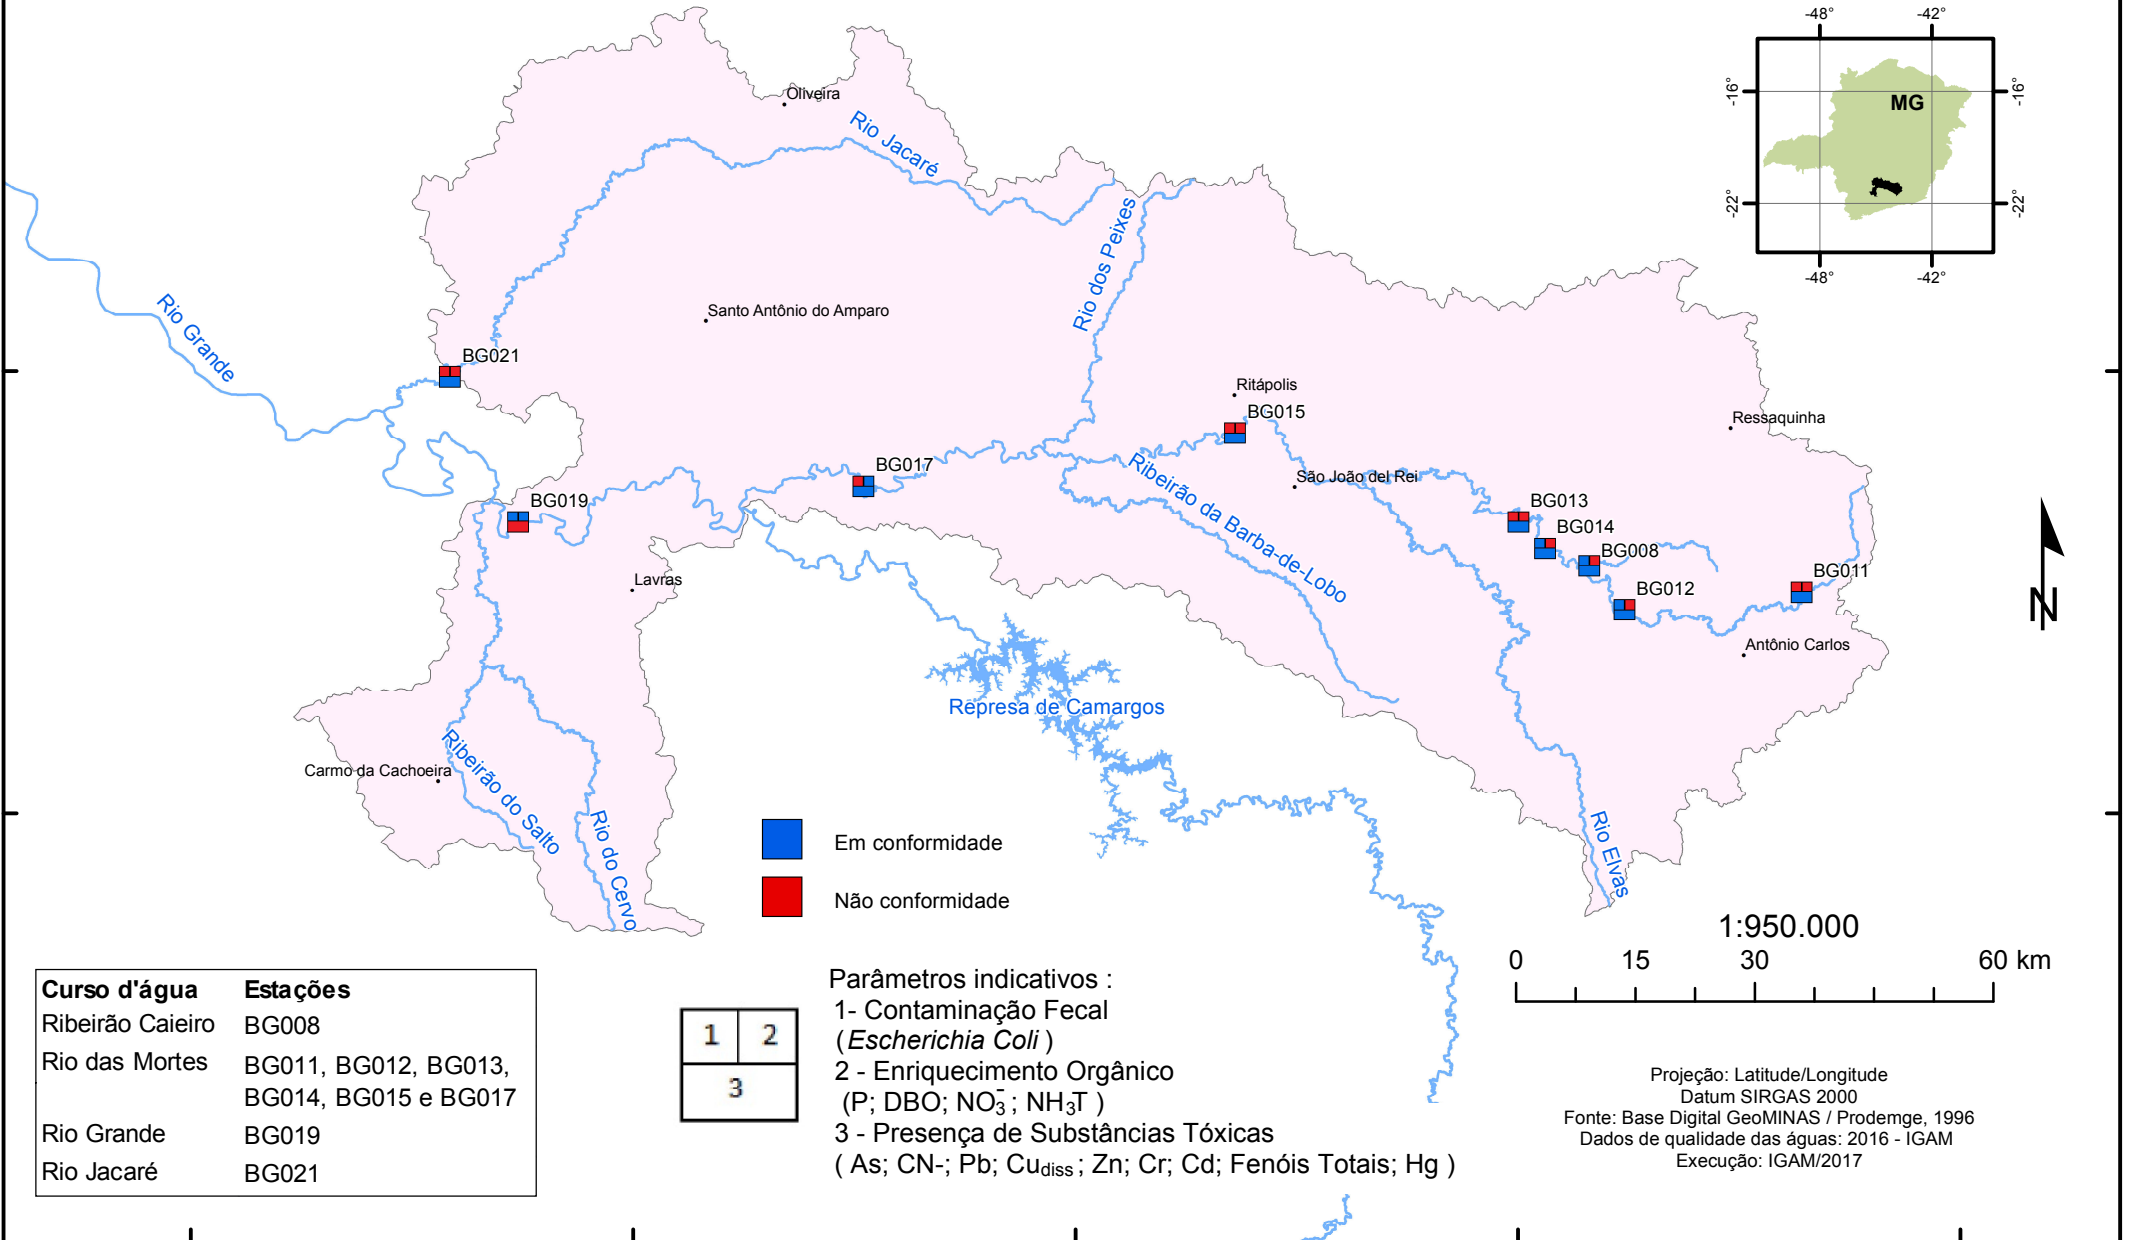 -48°
-42°
-16°
-16°
MG
-22°
-22°
-48°
-42°
Oliveira
Rio Jacaré
Rio dos Peixes
Rio Grande
Santo Antônio do Amparo
BG021
Ritápolis
BG015
Ressaquinha
BG017
Ribeirão da Barba-de-Lobo
São João del Rei
BG019
BG013
BG014
BG008
BG011
BG012
Lavras
Antônio Carlos
N
Represa de Camargos
Carmo da Cachoeira
Ribeirão do Salto
Rio do Cervo
Rio Elvas
Em conformidade
Não conformidade
1:950.000
0 15 30 60 km
Curso d'água Estações
Ribeirão Caieiro BG008
Rio das Mortes BG011, BG012, BG013,
BG014, BG015 e BG017
Rio Grande BG019
Rio Jacaré BG021
1 2
3
Parâmetros indicativos :
1- Contaminação Fecal
(Escherichia Coli )
2 - Enriquecimento Orgânico
(P; DBO; NO₃⁻; NH₃T )
3 - Presença de Substâncias Tóxicas
( As; CN-; Pb; Cudiss; Zn; Cr; Cd; Fenóis Totais; Hg )
Projeção: Latitude/Longitude
Datum SIRGAS 2000
Fonte: Base Digital GeoMINAS / Prodemge, 1996
Dados de qualidade das águas: 2016 - IGAM
Execução: IGAM/2017